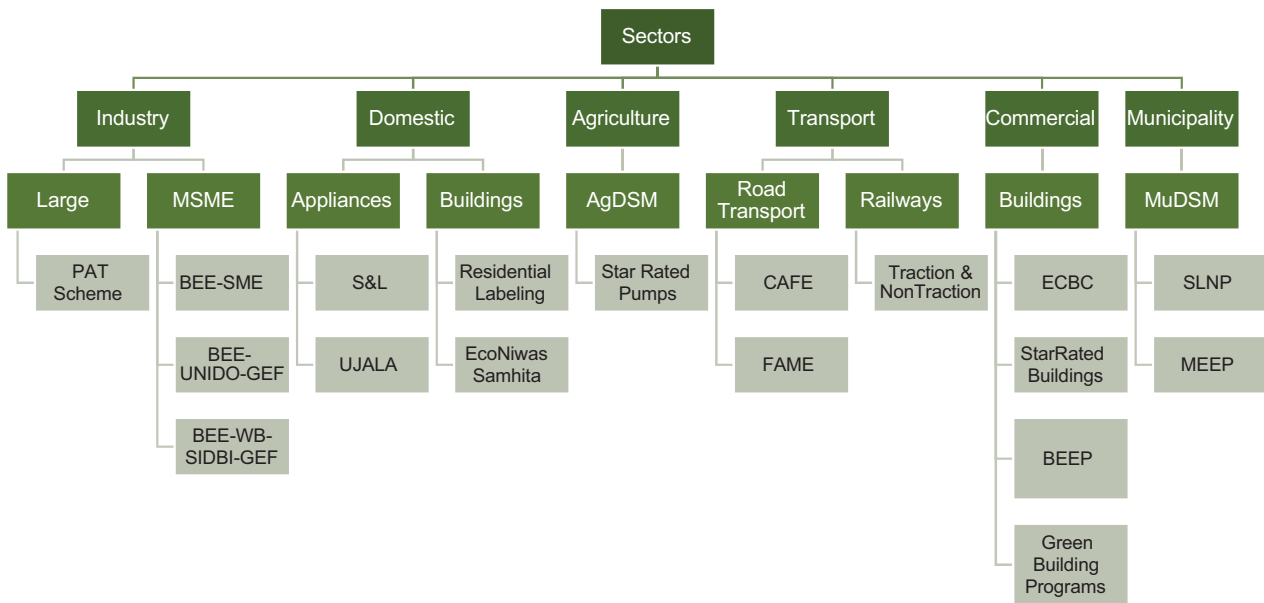 Sectors
Industry
Domestic
Agriculture
Transport
Commercial
Municipality
Large
MSME
Appliances
Buildings
AgDSM
Road
Transport
Railways
Buildings
MuDSM
PAT
Scheme
BEE-SME
S&L
Residential
Labeling
Star Rated
Pumps
CAFE
Traction &
NonTraction
ECBC
SLNP
BEE-
UNIDO-GEF
UJALA
EcoNiwas
Samhita
FAME
StarRated
Buildings
MEEP
BEE-WB-
SIDBI-GEF
BEEP
Green
Building
Programs